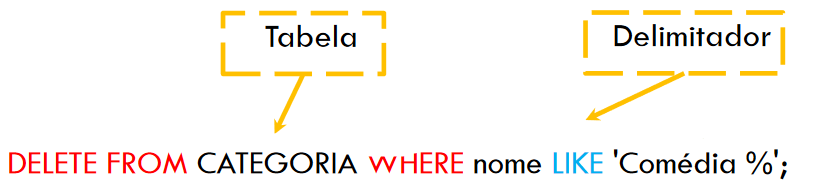 Tabela
Delimitador
DELETE FROM CATEGORIA WHERE nome LIKE 'Comédia %';